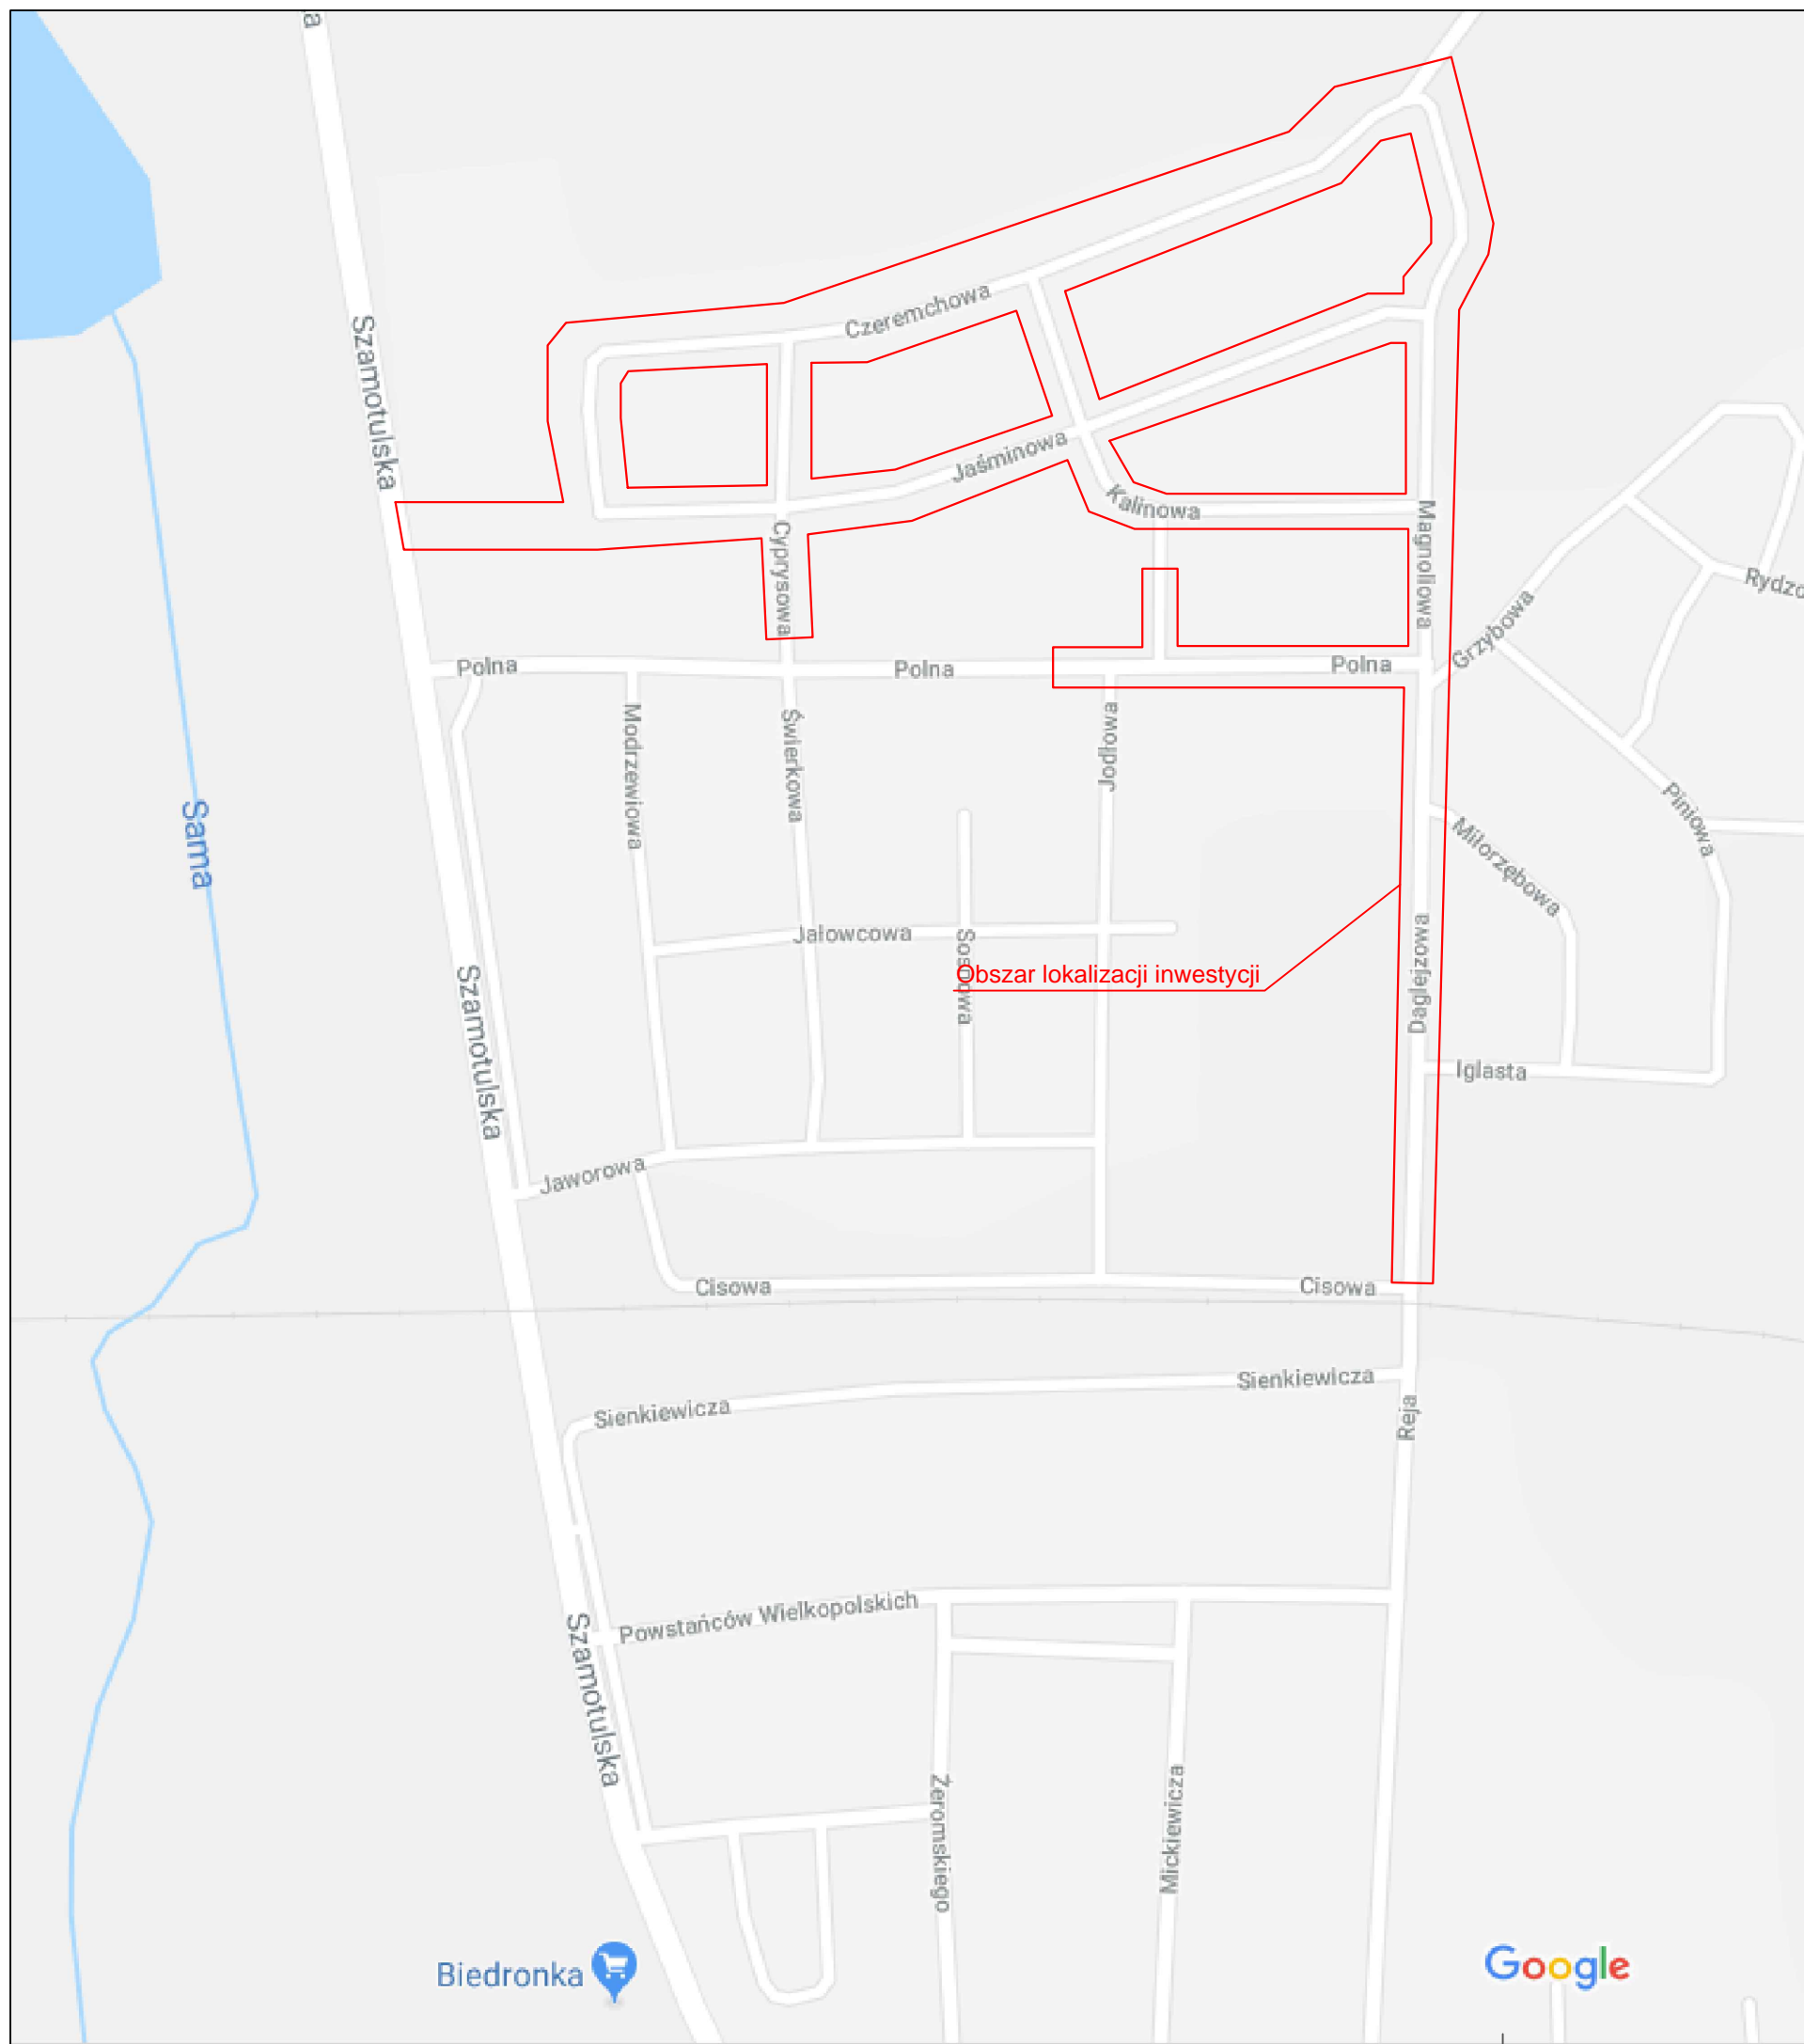 a
Szamotulska
Czeremchowa
Jaśminowa
Kalinowa
Cyprysowa
Magnoliowa
Grzybowa
Rydzo
Polna
Polna
Polna
Modrzewiowa
Świerkowa
Jodłowa
Piniowa
Miłorzębowa
Sama
Jałowcowa
Sosnowa
Obszar lokalizacji inwestycji
Daglejzowa
Szamotulska
Iglasta
Jaworowa
Cisowa
Cisowa
Sienkiewicza
Sienkiewicza
Reja
Powstańców Wielkopolskich
Szamotulska
Żeromskiego
Mickiewicza
Biedronka
Google